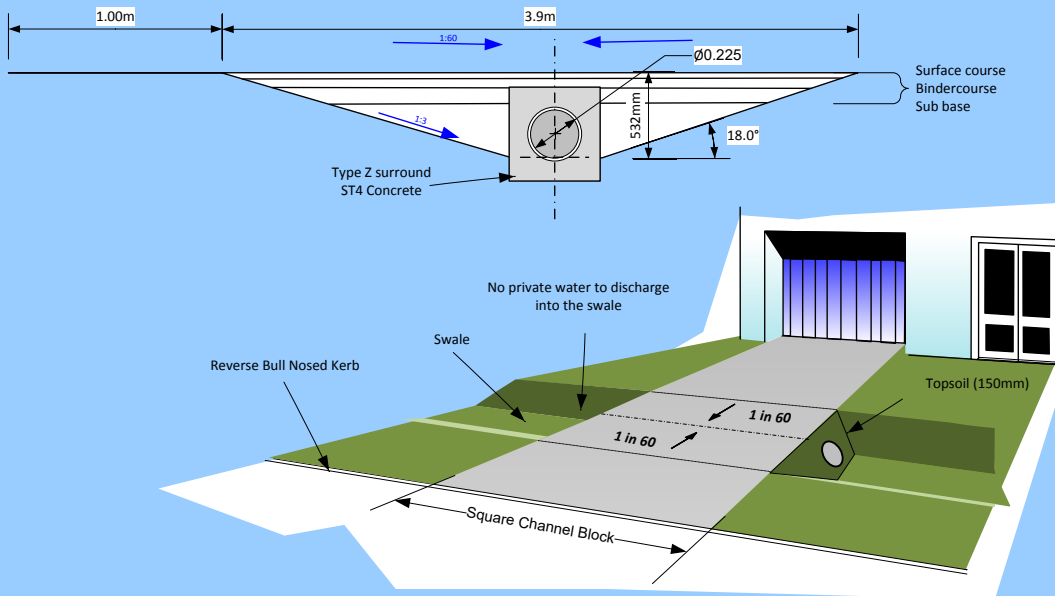 1.00m
3.9m
1:60
Ø0.225
Surface course
Bindercourse
Sub base
532mm
1:3
18.0°
Type Z surround
ST4 Concrete
No private water to discharge
into the swale
Swale
Reverse Bull Nosed Kerb
Topsoil (150mm)
1 in 60
1 in 60
Square Channel Block